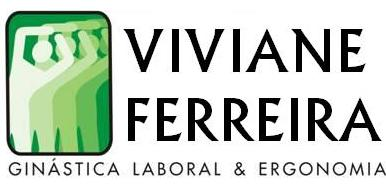 VIVIANE
FERREIRA
GINÁSTICA LABORAL & ERGONOMIA